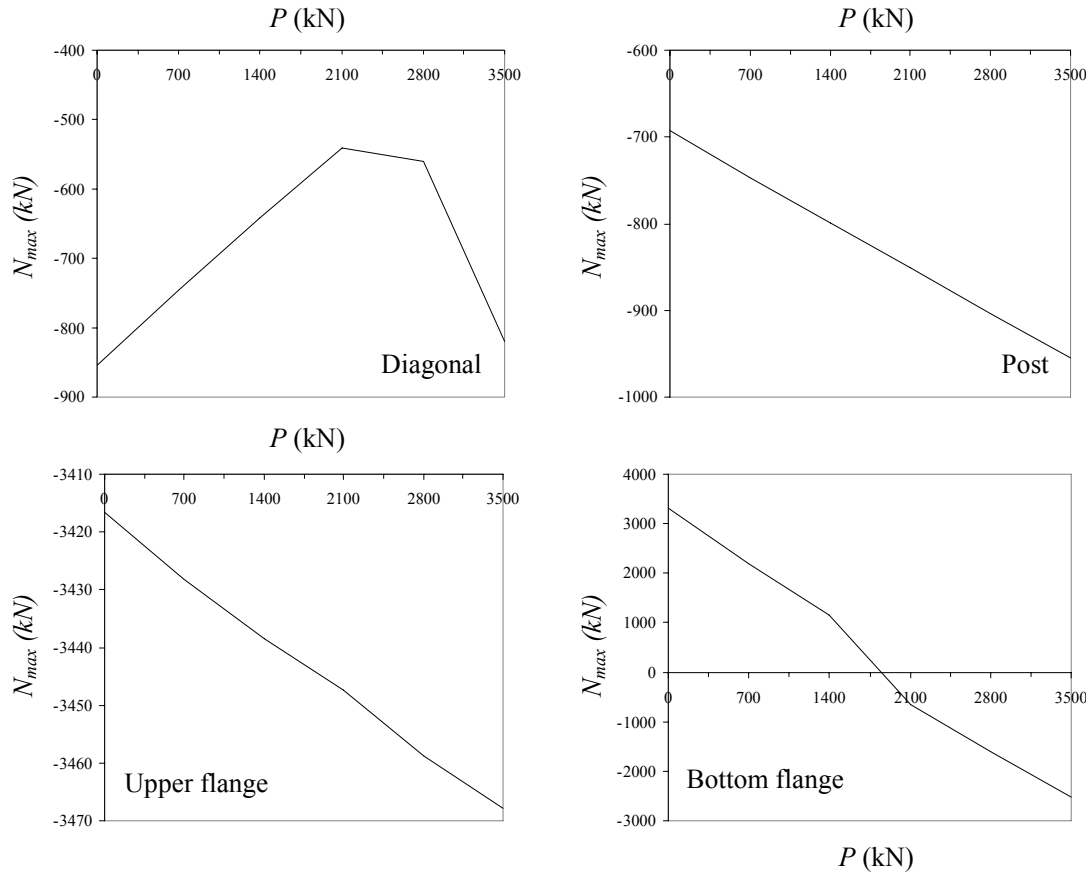 P (kN)
-400
0 700 1400 2100 2800 3500
-500
-600
-700
-800
-900
N_max (kN)
Diagonal
P (kN)
-600
0 700 1400 2100 2800 3500
-700
-800
-900
-1000
N_max (kN)
Post
P (kN)
-3410
0 700 1400 2100 2800 3500
-3420
-3430
-3440
-3450
-3460
-3470
N_max (kN)
Upper flange
4000
3000
2000
1000
0
0 700 1400 2100 2800 3500
-1000
-2000
-3000
N_max (kN)
Bottom flange
P (kN)